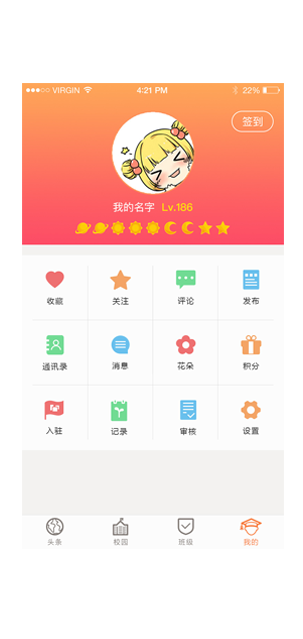 VIRGIN 4:21 PM 22%
签到
我的名字 Lv.186
收藏 关注 评论 发布
通讯录 消息 花朵 积分
入驻 记录 审核 设置
头条 校园 班级 我的